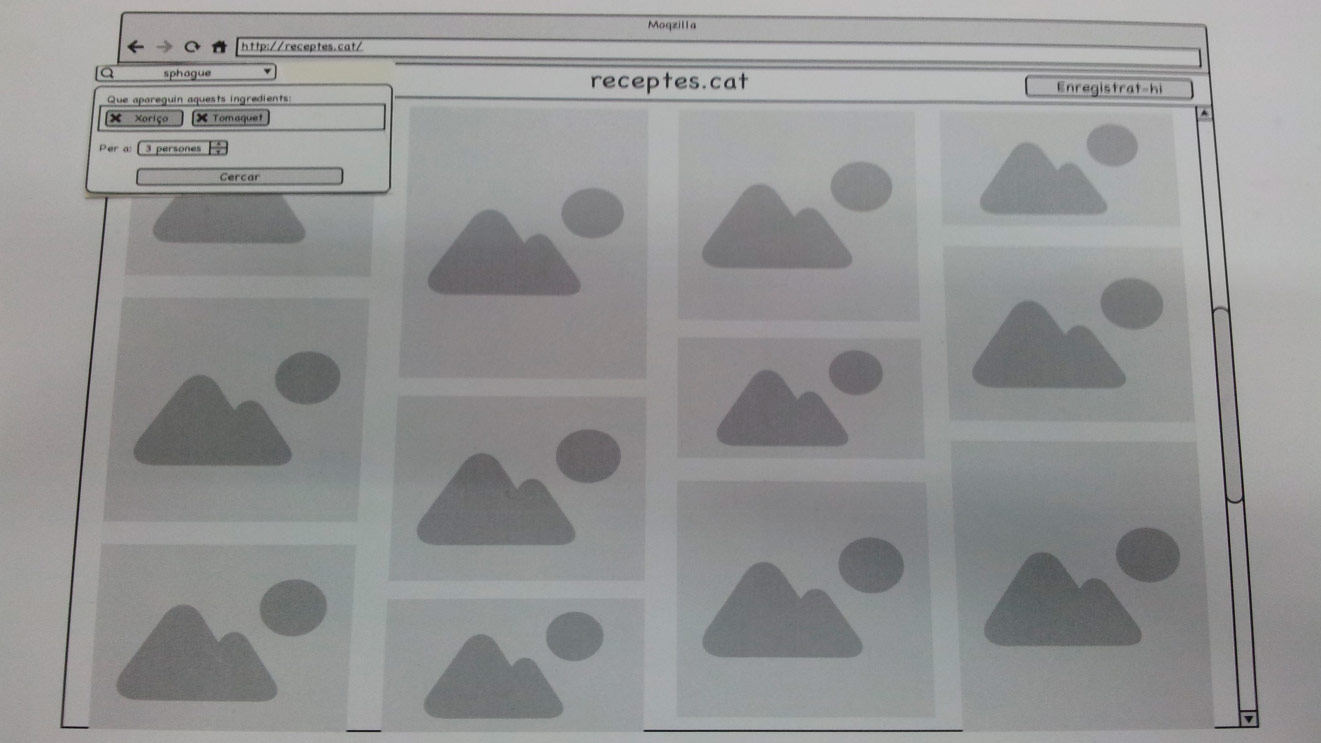 Moqzilla
http://receptes.cat/
sphague
receptes.cat
Enregistrat-hi
Que apareguin aquests ingredients:
Xoriço Tomaquet
Per a: 3 persones
Cercar